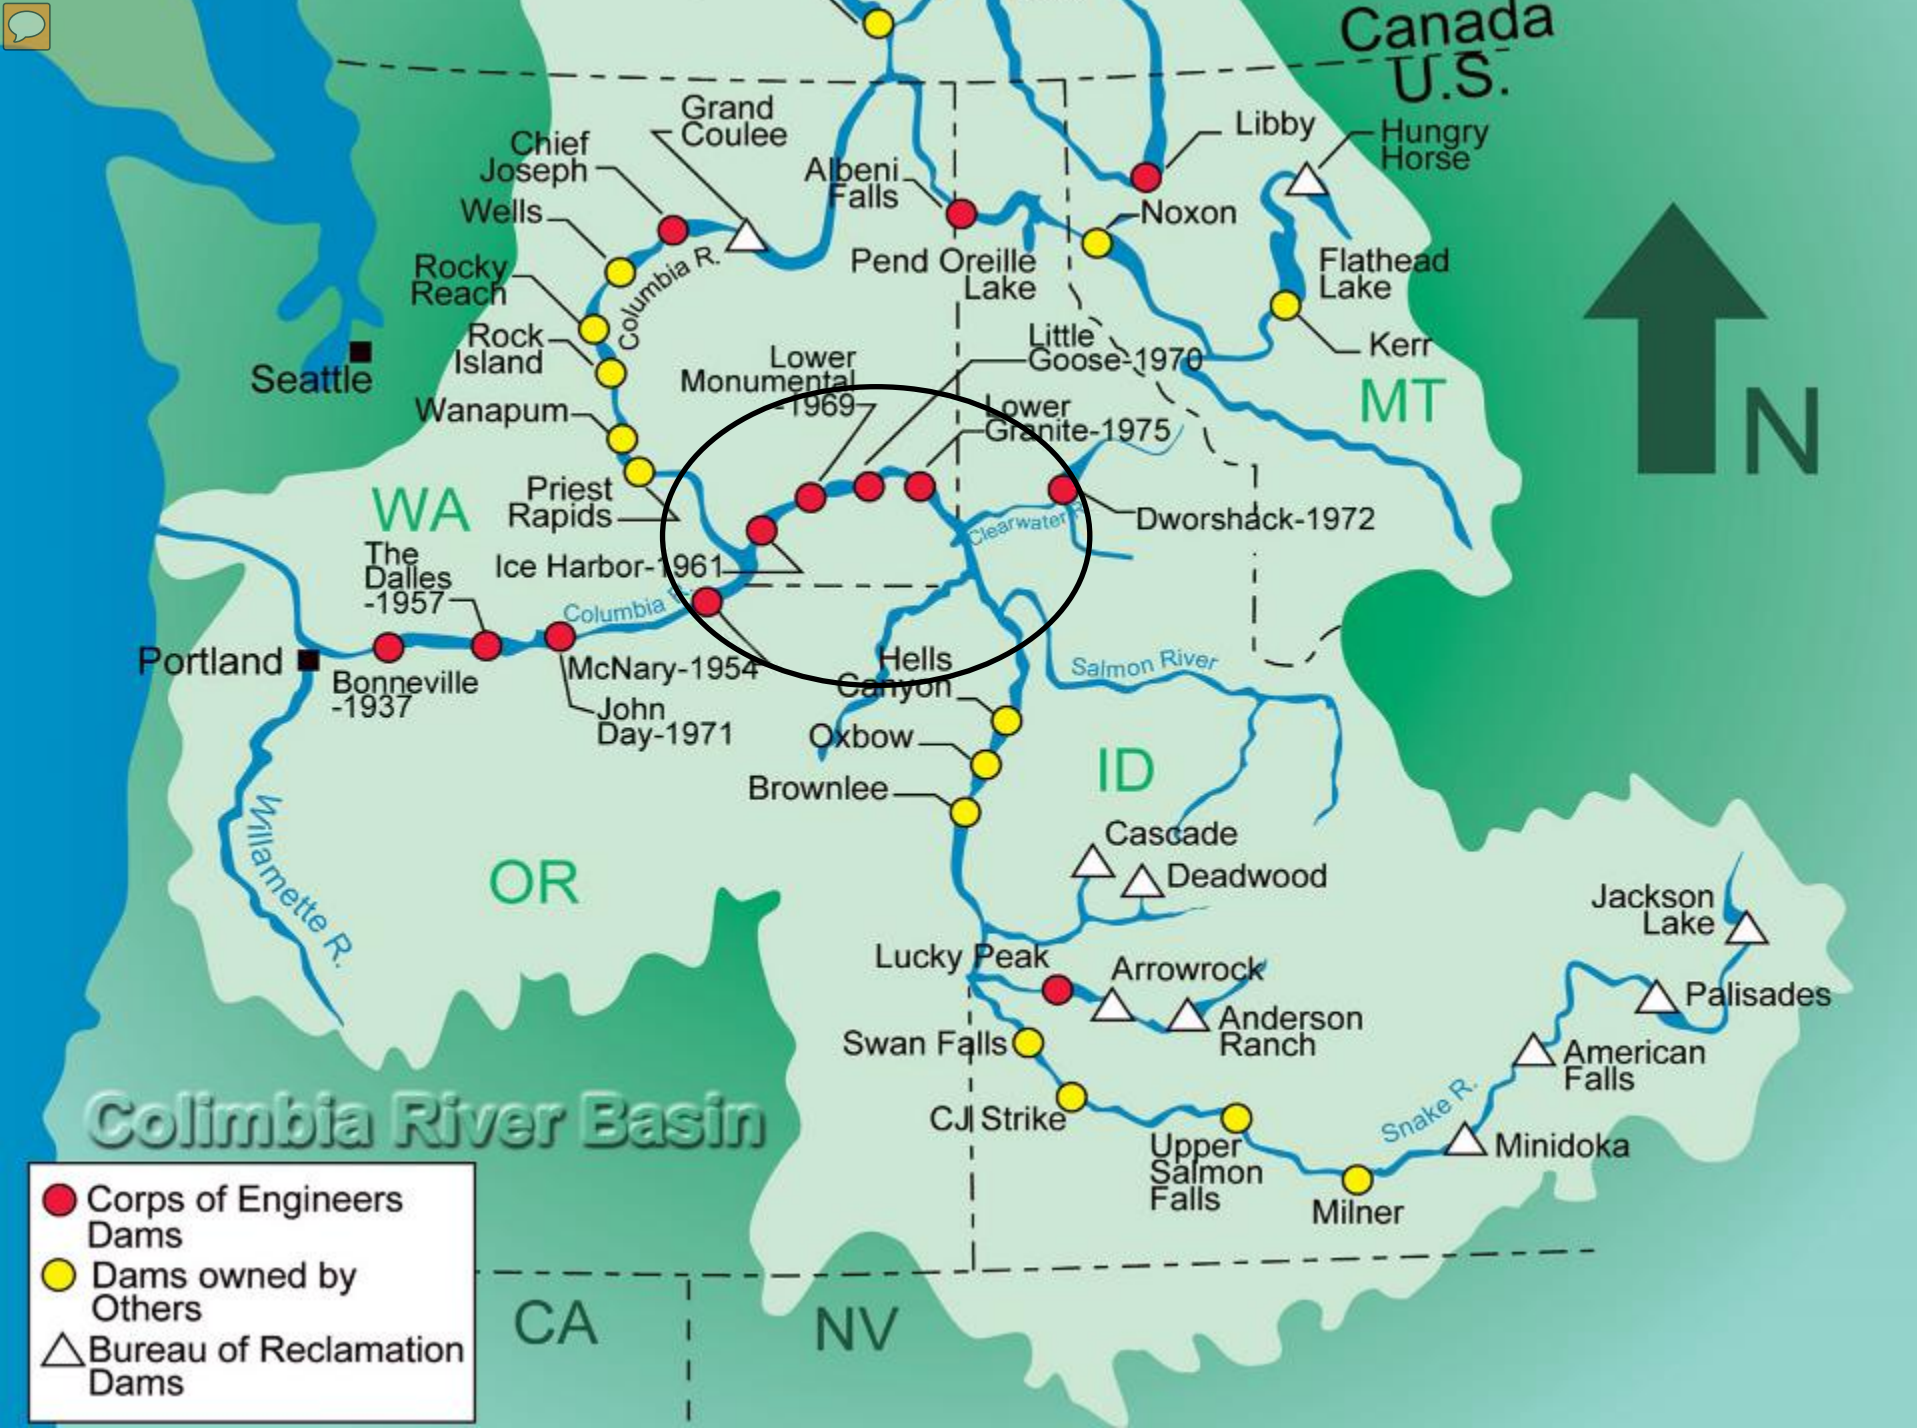 Canada
U.S.
Grand
Coulee
Chief
Joseph
Libby
Hungry
Horse
Albeni
Falls
Wells
Noxon
Columbia R.
Rocky
Reach
Pend Oreille
Lake
Flathead
Lake
Rock
Island
Little
Goose-1970
Kerr
Seattle
Lower
Monumental
-1969
MT
N
Wanapum
Lower
Granite-1975
Priest
Rapids
WA
Clearwater R.
Dworshack-1972
The
Dalles
-1957
Ice Harbor-1961
Columbia R.
Portland
Bonneville
-1937
McNary-1954
John
Day-1971
Hells
Canyon
Salmon River
Oxbow
ID
Brownlee
Willamette R.
Cascade
Deadwood
OR
Jackson
Lake
Lucky Peak
Arrowrock
Palisades
Anderson
Ranch
Swan Falls
American
Falls
CJ Strike
Snake R.
Upper
Salmon
Falls
Minidoka
Milner
Colimbia River Basin
Corps of Engineers
Dams
Dams owned by
Others
Bureau of Reclamation
Dams
CA
NV